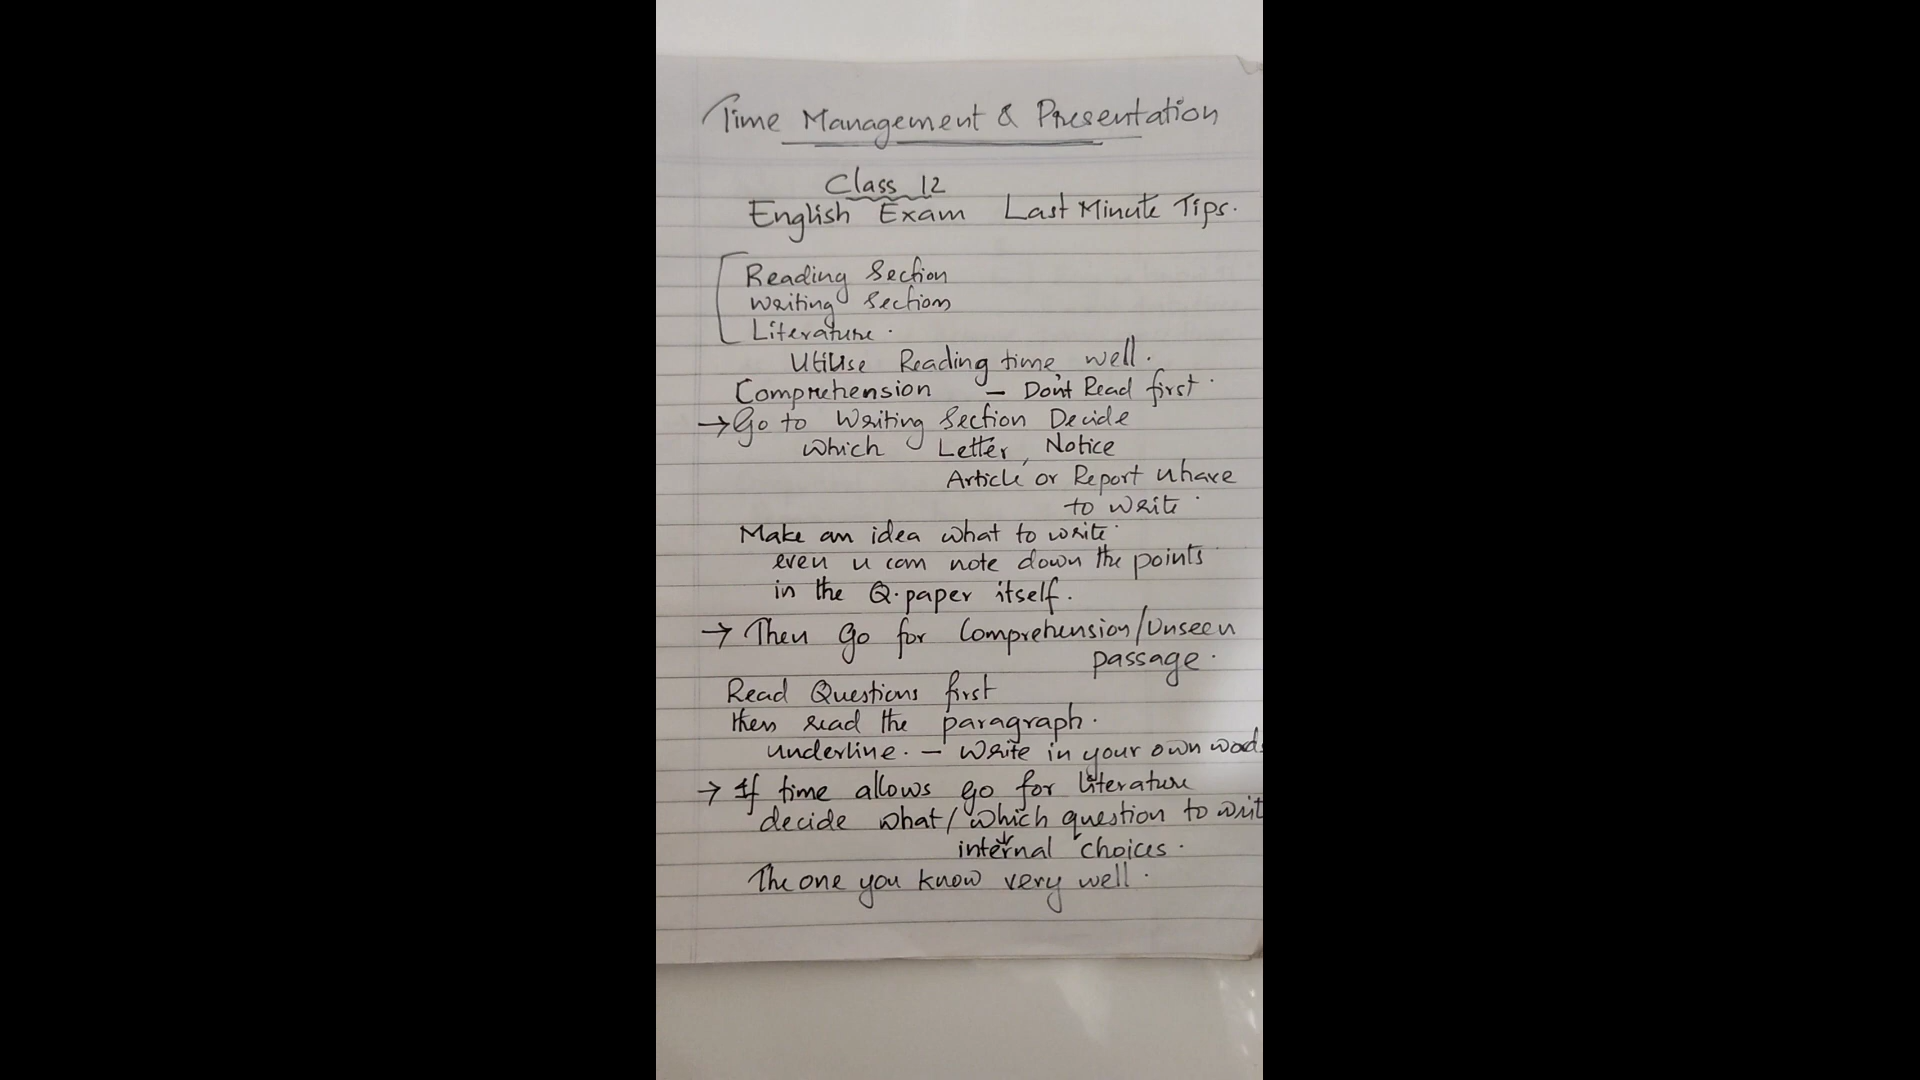 Time Management & Presentation
Class 12
English Exam Last Minute Tips.
Reading Section
Writing Section
Literature.
Utilise Reading time well.
Comprehension - Don't Read first.
→ Go to Writing Section Decide
which Letter, Notice
Article or Report u have
to write.
Make an idea what to write.
even u can note down the points
in the Q.paper itself.
→ Then go for Comprehension/Unseen
passage.
Read Questions first
then read the paragraph.
underline. - Write in your own words
→ If time allows go for literature
decide what/which question to writ
internal choices.
The one you know very well.